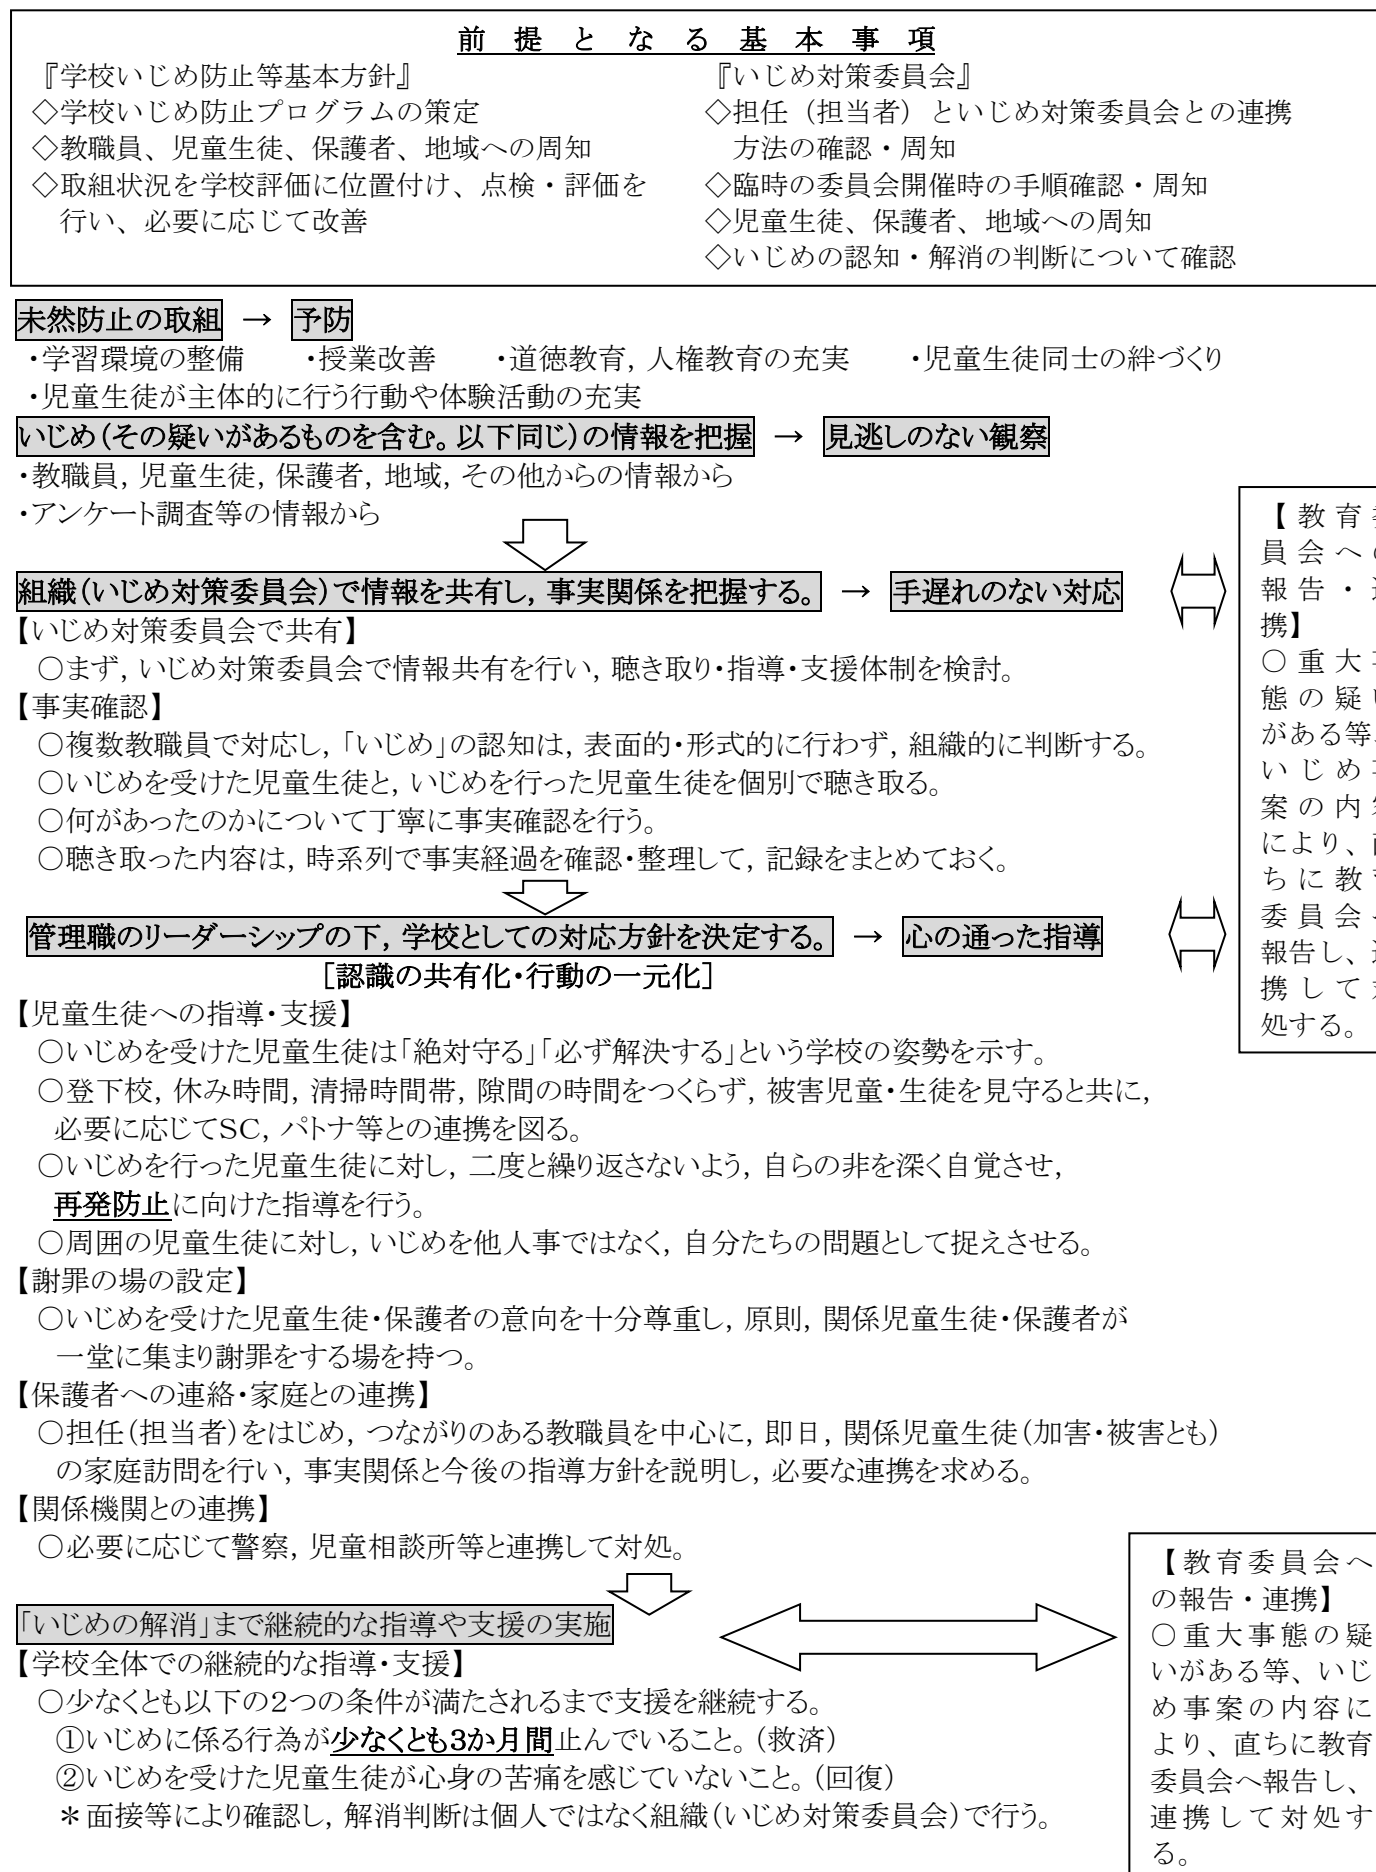 前提となる基本事項
『学校いじめ防止等基本方針』
◇学校いじめ防止プログラムの策定
◇教職員、児童生徒、保護者、地域への周知
◇取組状況を学校評価に位置付け、点検・評価を
行い、必要に応じて改善
『いじめ対策委員会』
◇担任（担当者）といじめ対策委員会との連携
方法の確認・周知
◇臨時の委員会開催時の手順確認・周知
◇児童生徒、保護者、地域への周知
◇いじめの認知・解消の判断について確認
未然防止の取組 → 予防
・学習環境の整備 ・授業改善 ・道徳教育，人権教育の充実 ・児童生徒同士の絆づくり
・児童生徒が主体的に行う行動や体験活動の充実
いじめ（その疑いがあるものを含む。以下同じ）の情報を把握 → 見逃しのない観察
・教職員，児童生徒，保護者，地域，その他からの情報から
・アンケート調査等の情報から
組織（いじめ対策委員会）で情報を共有し，事実関係を把握する。 → 手遅れのない対応
【いじめ対策委員会で共有】
○まず，いじめ対策委員会で情報共有を行い，聴き取り・指導・支援体制を検討。
【事実確認】
○複数教職員で対応し，「いじめ」の認知は，表面的・形式的に行わず，組織的に判断する。
○いじめを受けた児童生徒と，いじめを行った児童生徒を個別で聴き取る。
○何があったのかについて丁寧に事実確認を行う。
○聴き取った内容は，時系列で事実経過を確認・整理して，記録をまとめておく。
管理職のリーダーシップの下，学校としての対応方針を決定する。 → 心の通った指導
［認識の共有化・行動の一元化］
【児童生徒への指導・支援】
○いじめを受けた児童生徒は「絶対守る」「必ず解決する」という学校の姿勢を示す。
○登下校，休み時間，清掃時間帯，隙間の時間をつくらず，被害児童・生徒を見守ると共に，
必要に応じてSC，パトナ等との連携を図る。
○いじめを行った児童生徒に対し，二度と繰り返さないよう，自らの非を深く自覚させ，
再発防止に向けた指導を行う。
○周囲の児童生徒に対し，いじめを他人事ではなく，自分たちの問題として捉えさせる。
【謝罪の場の設定】
○いじめを受けた児童生徒・保護者の意向を十分尊重し，原則，関係児童生徒・保護者が
一堂に集まり謝罪をする場を持つ。
【保護者への連絡・家庭との連携】
○担任（担当者）をはじめ，つながりのある教職員を中心に，即日，関係児童生徒（加害・被害とも）
の家庭訪問を行い，事実関係と今後の指導方針を説明し，必要な連携を求める。
【関係機関との連携】
○必要に応じて警察，児童相談所等と連携して対処。
「いじめの解消」まで継続的な指導や支援の実施
【学校全体での継続的な指導・支援】
○少なくとも以下の2つの条件が満たされるまで支援を継続する。
①いじめに係る行為が少なくとも3か月間止んでいること。（救済）
②いじめを受けた児童生徒が心身の苦痛を感じていないこと。（回復）
＊面接等により確認し，解消判断は個人ではなく組織（いじめ対策委員会）で行う。
【教育
員会へ
報告・
携】
○重大
態の疑
がある等
いじめ
案の内
により、
ちに教
委員会
報告し、
携して
処する。
【教育委員会へ
の報告・連携】
○重大事態の疑
いがある等、いじ
め事案の内容に
より、直ちに教育
委員会へ報告し、
連携して対処す
る。